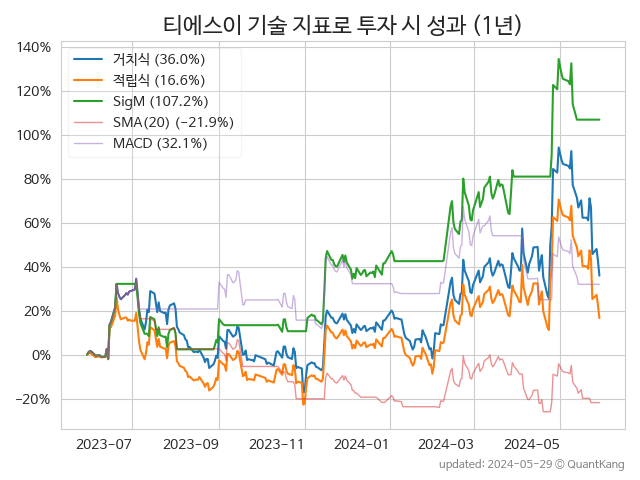 티에스이 기술 지표로 투자 시 성과 (1년)
140%
120%
100%
80%
60%
40%
20%
0%
−20%
거치식 (36.0%)
적립식 (16.6%)
SigM (107.2%)
SMA(20) (−21.9%)
MACD (32.1%)
2023-07
2023-09
2023-11
2024-01
2024-03
2024-05
updated: 2024-05-29 ⓒ QuantKang